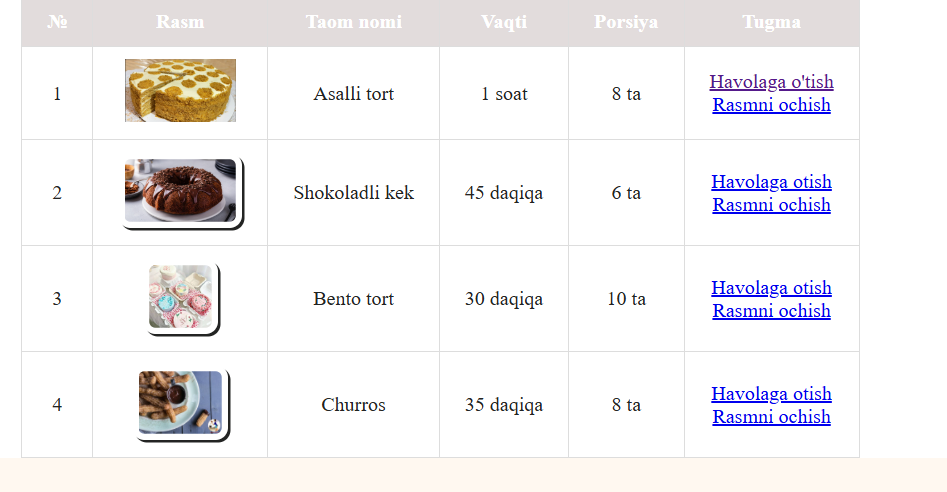 № Rasm Taom nomi Vaqti Porsiya Tugma
1 Asalli tort 1 soat 8 ta Havolaga o'tish
Rasmni ochish
2 Shokoladli kek 45 daqiqa 6 ta Havolaga otish
Rasmni ochish
3 Bento tort 30 daqiqa 10 ta Havolaga otish
Rasmni ochish
4 Churros 35 daqiqa 8 ta Havolaga otish
Rasmni ochish